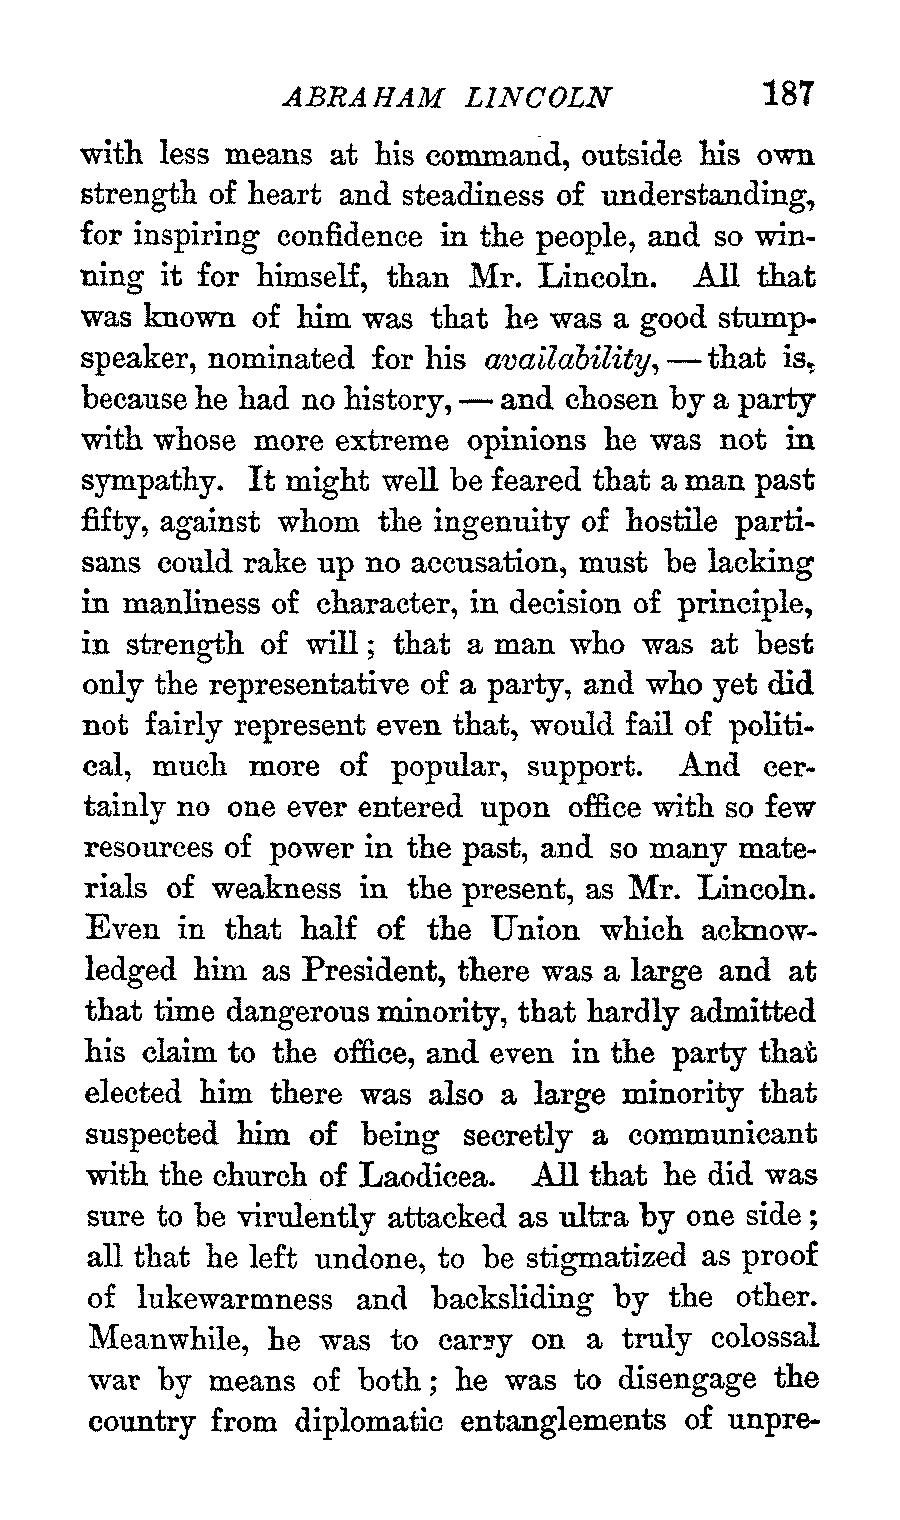 ABRAHAM LINCOLN 187
with less means at his command, outside his own
strength of heart and steadiness of understanding,
for inspiring confidence in the people, and so win-
ning it for himself, than Mr. Lincoln. All that
was known of him was that he was a good stump-
speaker, nominated for his availability, — that is,
because he had no history, — and chosen by a party
with whose more extreme opinions he was not in
sympathy. It might well be feared that a man past
fifty, against whom the ingenuity of hostile parti-
sans could rake up no accusation, must be lacking
in manliness of character, in decision of principle,
in strength of will; that a man who was at best
only the representative of a party, and who yet did
not fairly represent even that, would fail of politi-
cal, much more of popular, support. And cer-
tainly no one ever entered upon office with so few
resources of power in the past, and so many mate-
rials of weakness in the present, as Mr. Lincoln.
Even in that half of the Union which acknow-
ledged him as President, there was a large and at
that time dangerous minority, that hardly admitted
his claim to the office, and even in the party that
elected him there was also a large minority that
suspected him of being secretly a communicant
with the church of Laodicea. All that he did was
sure to be virulently attacked as ultra by one side;
all that he left undone, to be stigmatized as proof
of lukewarmness and backsliding by the other.
Meanwhile, he was to carry on a truly colossal
war by means of both; he was to disengage the
country from diplomatic entanglements of unpre-